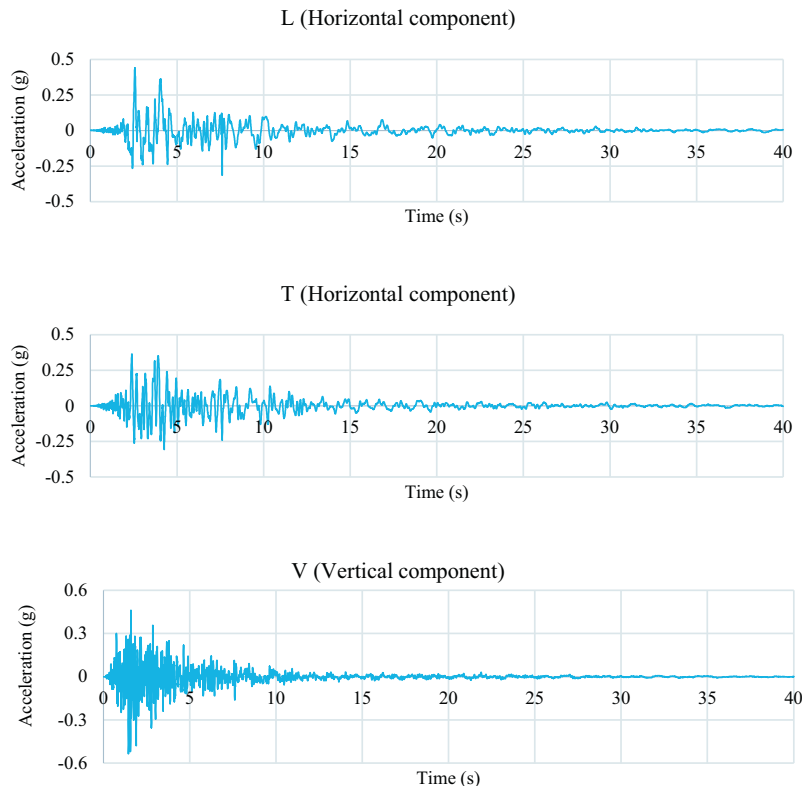 L (Horizontal component)
Acceleration (g)
0.5
0.25
0
-0.25
-0.5
0 5 10 15 20 25 30 35 40
Time (s)
T (Horizontal component)
Acceleration (g)
0.5
0.25
0
-0.25
-0.5
0 5 10 15 20 25 30 35 40
Time (s)
V (Vertical component)
Acceleration (g)
0.6
0.3
0
-0.3
-0.6
0 5 10 15 20 25 30 35 40
Time (s)